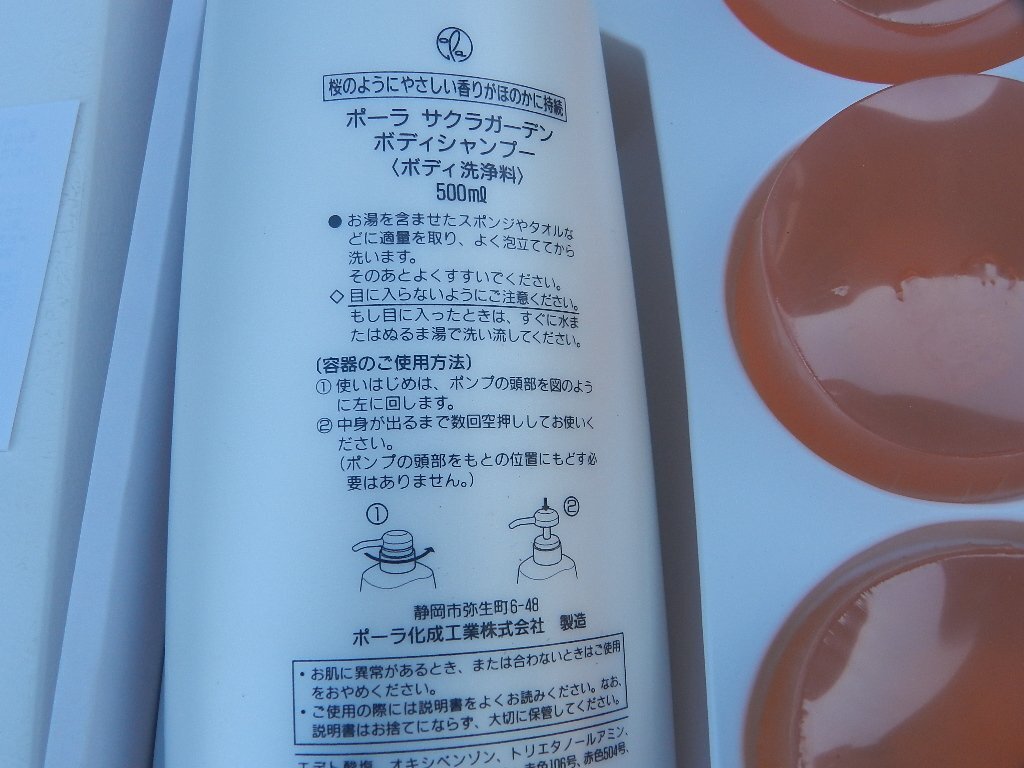 桜のようにやさしい香りがほのかに持続
ポーラ サクラガーデン
ボディシャンプー
〈ボディ洗浄料〉
500mℓ
●お湯を含ませたスポンジやタオルな
どに適量を取り、よく泡立ててから
洗います。
そのあとよくすすいでください。
◇目に入らないようにご注意ください。
もし目に入ったときは、すぐに水ま
たはぬるま湯で洗い流してください。
〔容器のご使用方法〕
①使いはじめは、ポンプの頭部を図のよう
に左に回します。
②中身が出るまで数回空押ししてお使いく
ださい。
(ポンプの頭部をもとの位置にもどす必
要はありません。)
① ②
静岡市弥生町6-48
ポーラ化成工業株式会社 製造
・お肌に異常があるとき、または合わないときはご使用
をおやめください。
・ご使用の際には説明書をよくお読みください。なお、
説明書はお捨てにならず、大切に保管してください。
エデト酸塩、オキシベンゾン、トリエタノールアミン、
赤色106号、赤色504号、